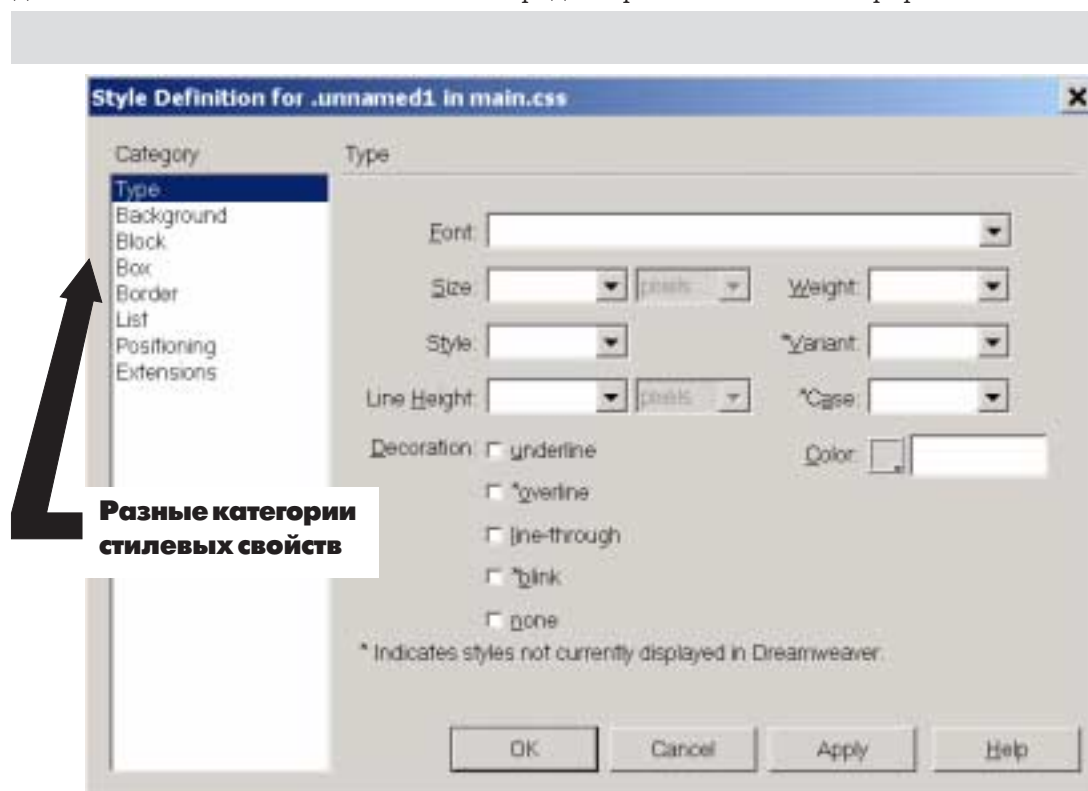 Style Definition for .unnamed1 in main.css
Category
Type
Type
Background
Block
Box
Border
List
Positioning
Extensions
Font:
Size: pixels Weight:
Style: *Variant:
Line Height: pixels *Case:
Decoration: underline Color:
*overline
line-through
*blink
none
* Indicates styles not currently displayed in Dreamweaver.
Разные категории
стилевых свойств
OK Cancel Apply Help